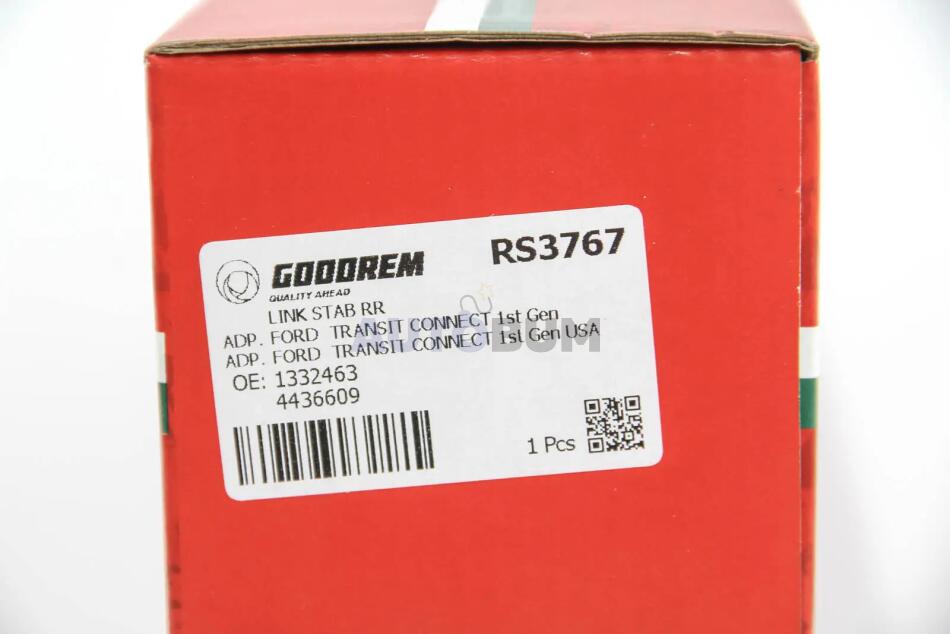 GOODREM
QUALITY AHEAD
RS3767
LINK STAB RR
ADP. FORD TRANSIT CONNECT 1st Gen
ADP. FORD TRANSIT CONNECT 1st Gen USA
AUTOBUM
OE: 1332463
4436609
1 Pcs